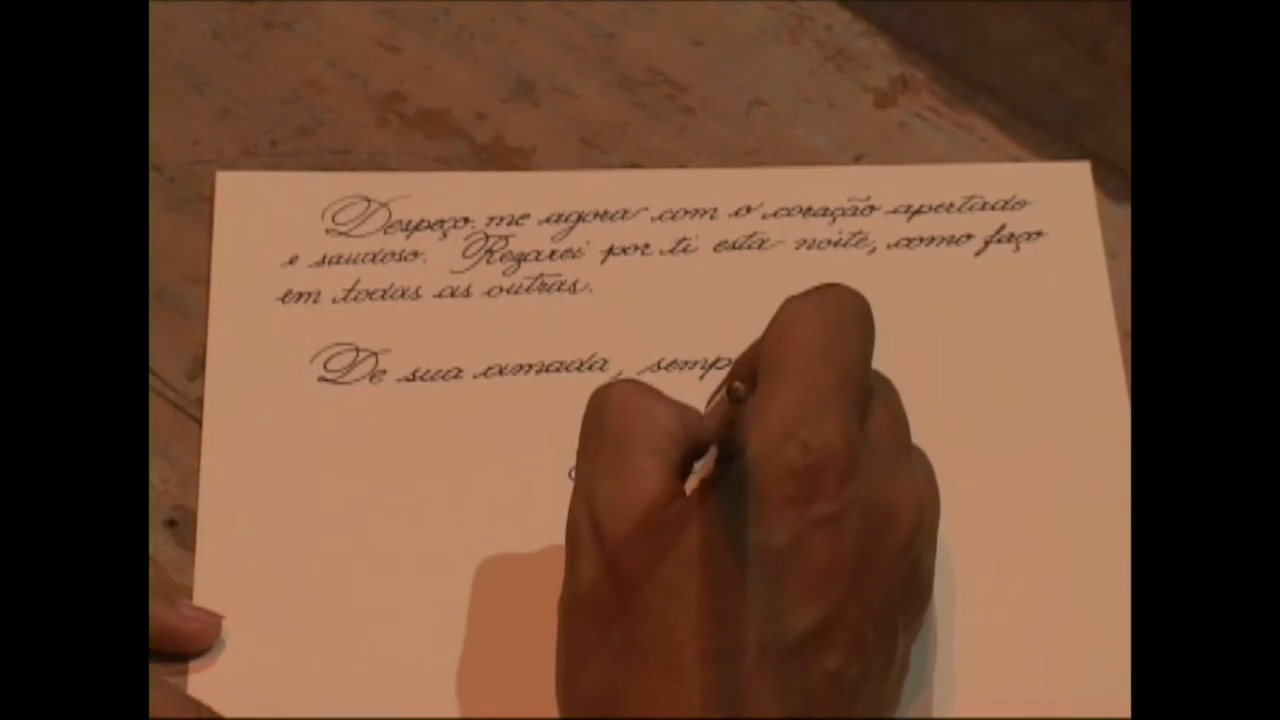 Despeço-me agora com o coração apertado
e saudoso. Rezarei por ti esta noite, como faço
em todas as outras.
De sua amada,